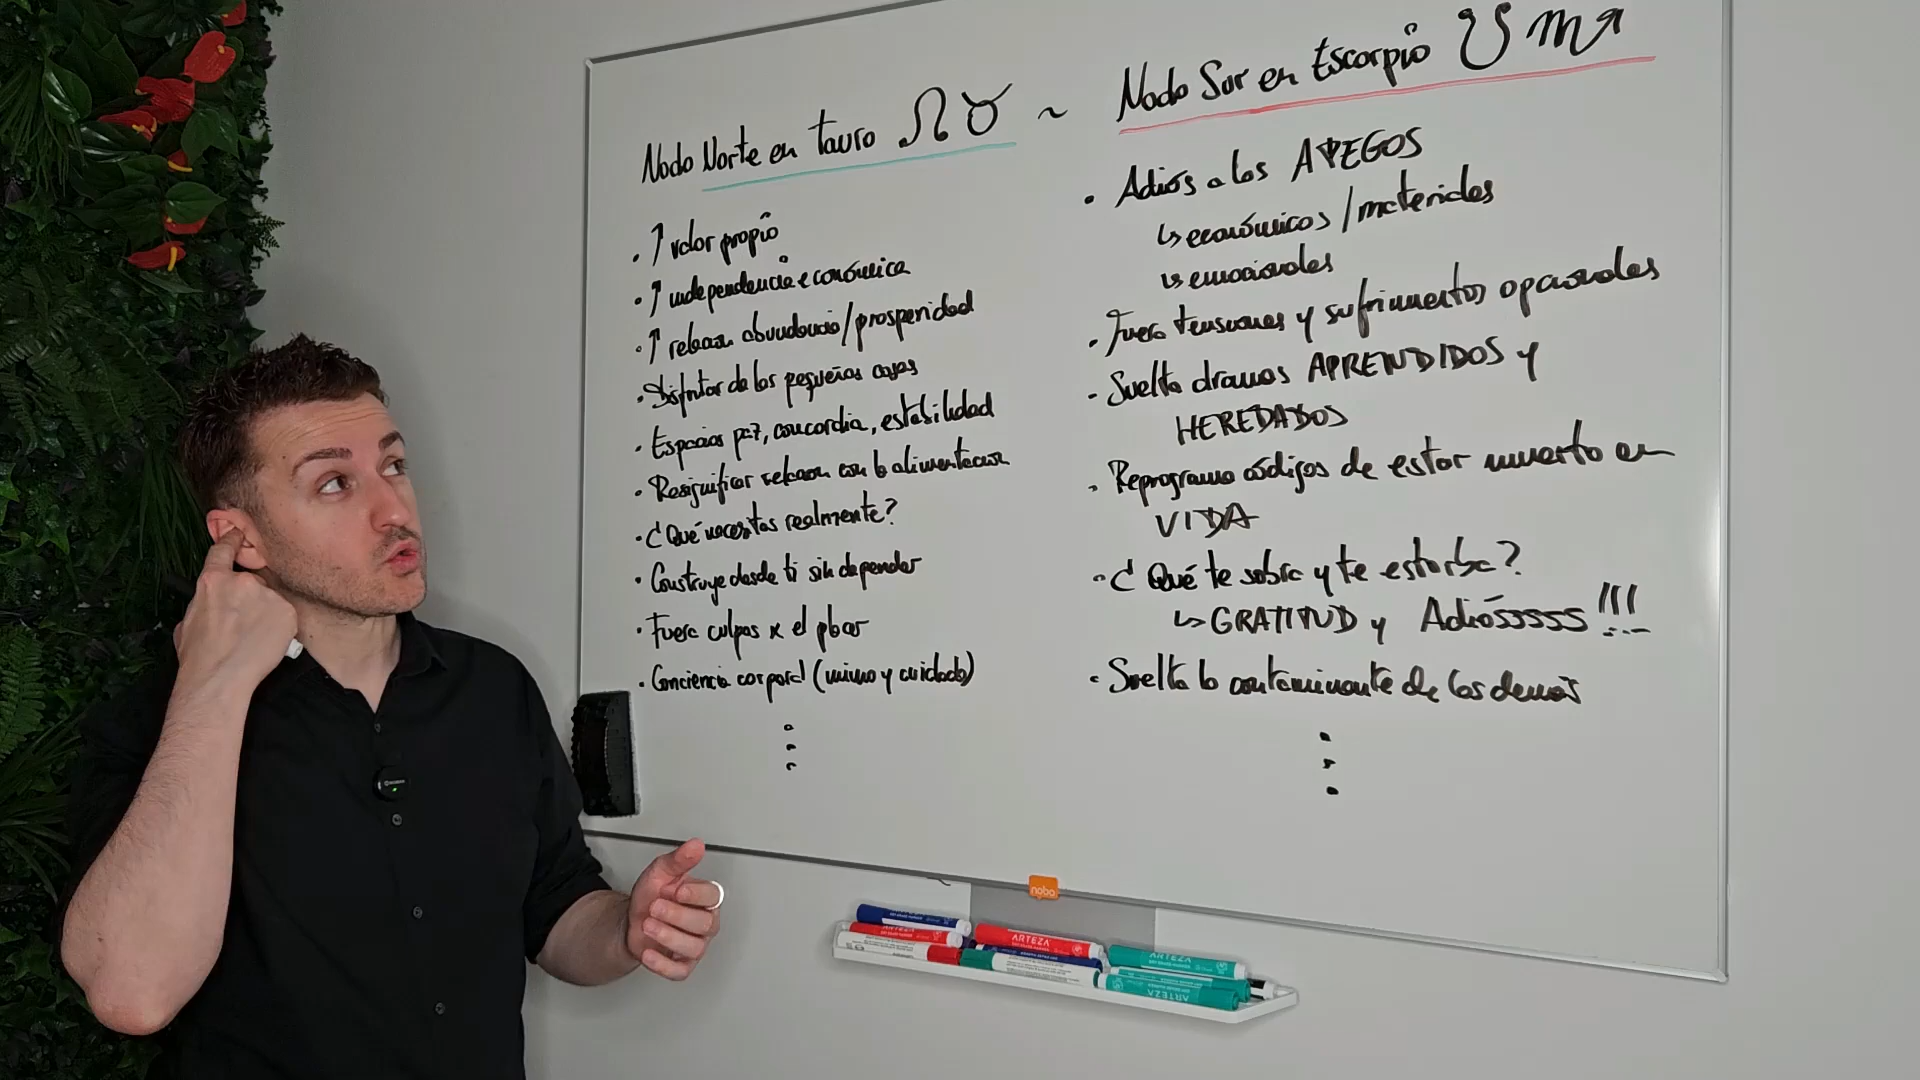 Nodo Norte en Tauro ☊ ♉ ~
· ↑ valor propio
· ↑ independencia económica
· ↑ relación abundancia/prosperidad
· Disfrutar de las pequeñas cosas
· Espacios paz, concordia, estabilidad
· Resignificar relacion con la alimentacion
· ¿Qué necesitas realmente?
· Construye desde ti sin depender
· Fuera culpas x el placer
· Conciencia corporal (mimo y cuidado)
Nodo Sur en Escorpio ☋ ♏
· Adiós a los APEGOS
↳ económicos/materiales
↳ emocionales
· Fuera tensiones y sufrimientos opcionales
· Suelta dramas APRENDIDOS y
HEREDADOS
· Reprograma códigos de estar muerto en
VIDA
· ¿Qué te sobra y te estorba?
↳ GRATITUD y Adiósssss !!!
· Suelta lo contaminante de los demás
nobo
ARTEZA
ARTEZA
ARTEZA